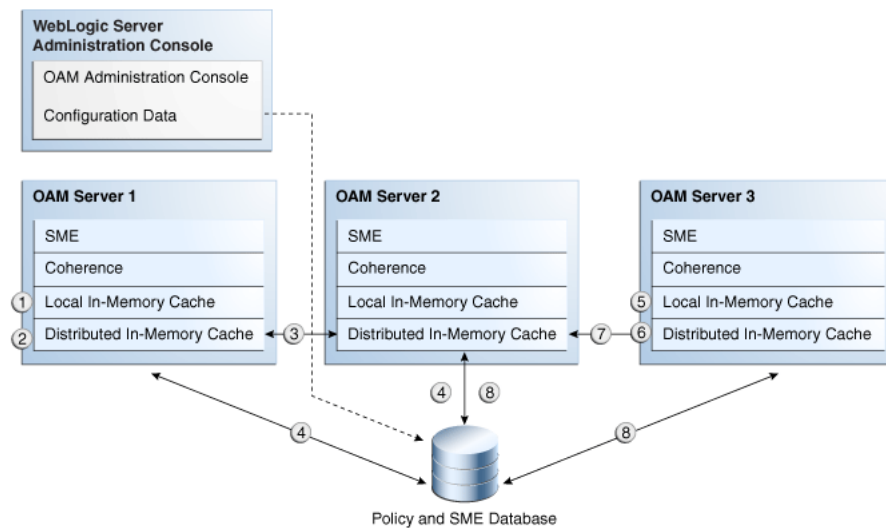 WebLogic Server
Administration Console
OAM Administration Console
Configuration Data
OAM Server 1
SME
Coherence
1 Local In-Memory Cache
2 Distributed In-Memory Cache
3
OAM Server 2
SME
Coherence
Local In-Memory Cache
Distributed In-Memory Cache
7
OAM Server 3
SME
Coherence
5 Local In-Memory Cache
6 Distributed In-Memory Cache
4 8
4
8
Policy and SME Database